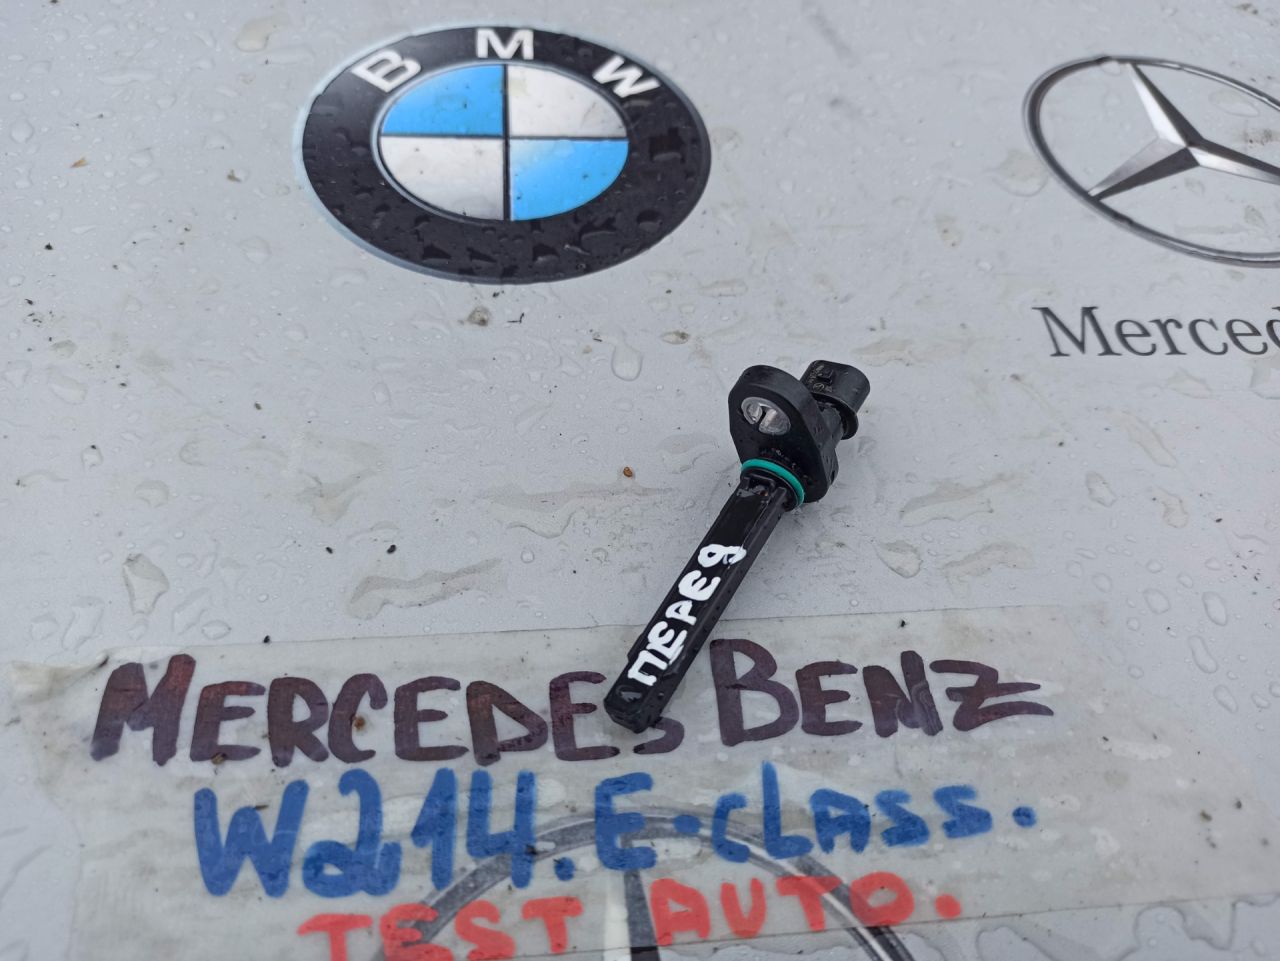 BMW
Merced
ПЕРЕД
MERCEDES BENZ
W214. E-CLASS.
TEST AUTO.